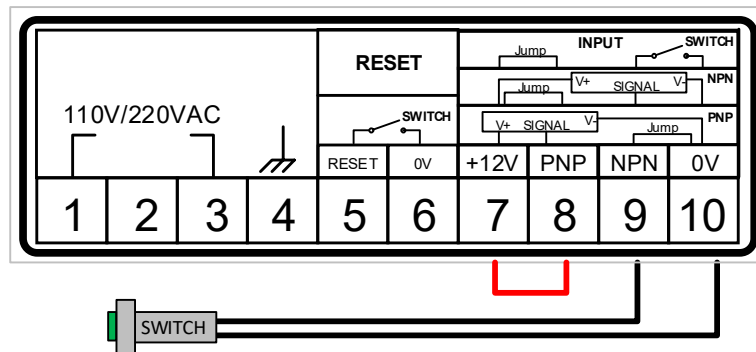 INPUT
Jump
SWITCH
RESET
V+
V-
NPN
Jump
SIGNAL
110V/220VAC
SWITCH
V-
PNP
V+
SIGNAL
Jump
RESET 0V +12V PNP NPN 0V
1 2 3 4 5 6 7 8 9 10
SWITCH